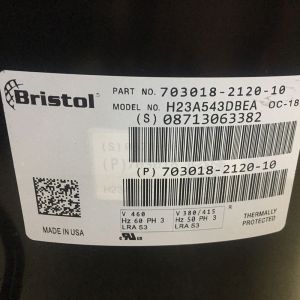 Bristol
PART NO. 703018-2120-10
MODEL NO. H23A543DBEA OC-18
(S) 08713063382
(P) 703018-2120-10
V 460
Hz 60 PH 3
LRA 53
V 380/415
Hz 50 PH 3
LRA 53
®
THERMALLY
PROTECTED
MADE IN USA